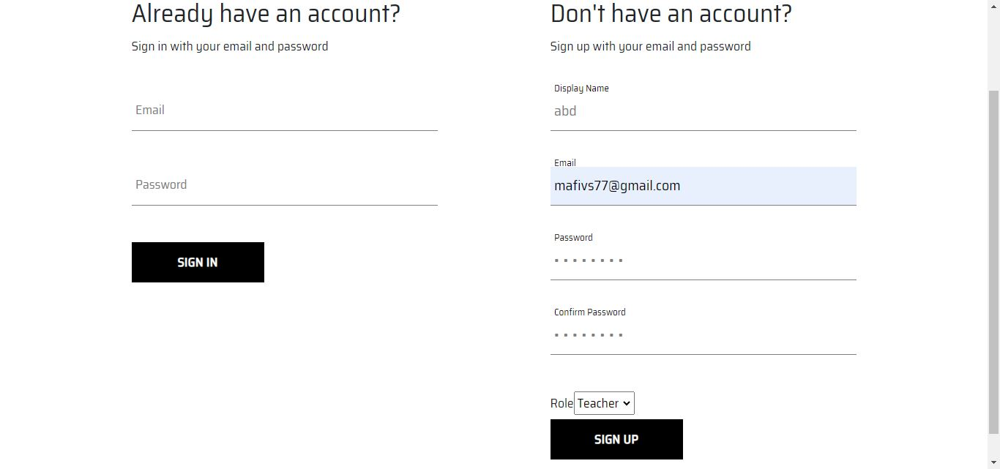 Already have an account?
Sign in with your email and password
Email
Password
SIGN IN
Don't have an account?
Sign up with your email and password
Display Name
abd
Email
mafivs77@gmail.com
Password
••••••••
Confirm Password
••••••••
Role Teacher
SIGN UP